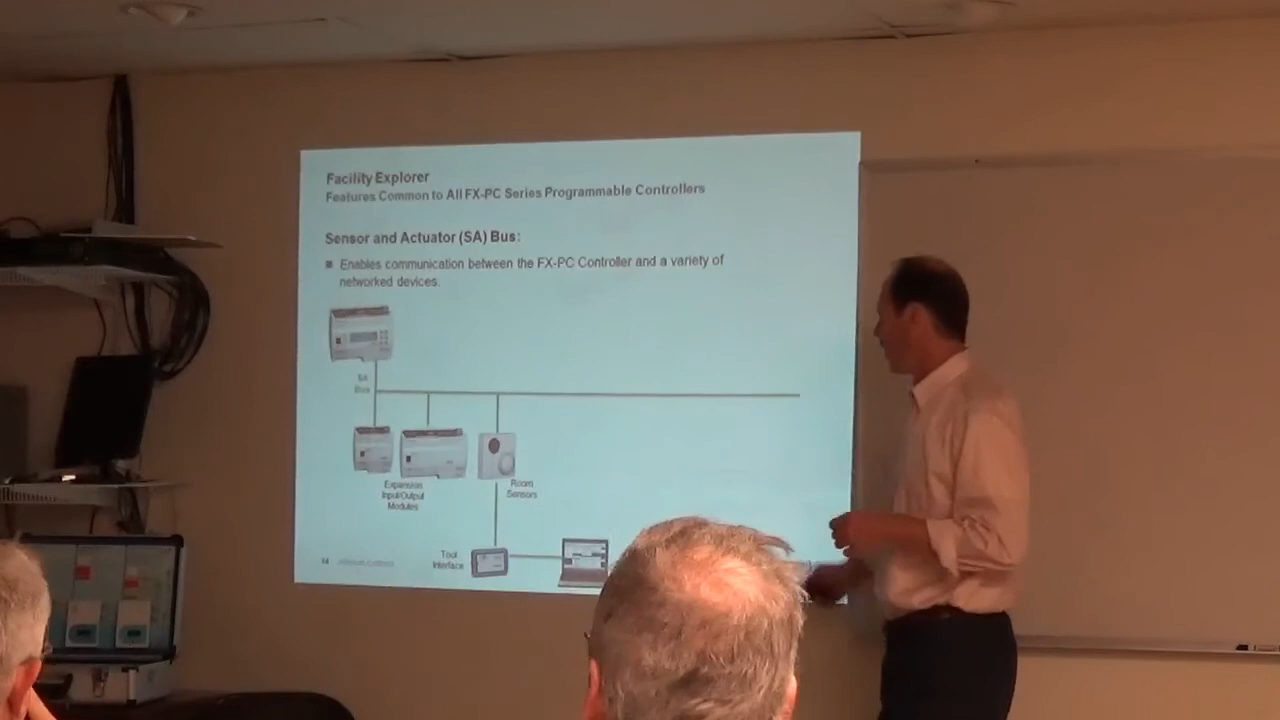 Facility Explorer
Features Common to All FX-PC Series Programmable Controllers
Sensor and Actuator (SA) Bus:
■ Enables communication between the FX-PC Controller and a variety of
networked devices.
SA
Bus
Expansion
Input/Output
Modules
Room
Sensors
Tool
Interface
14